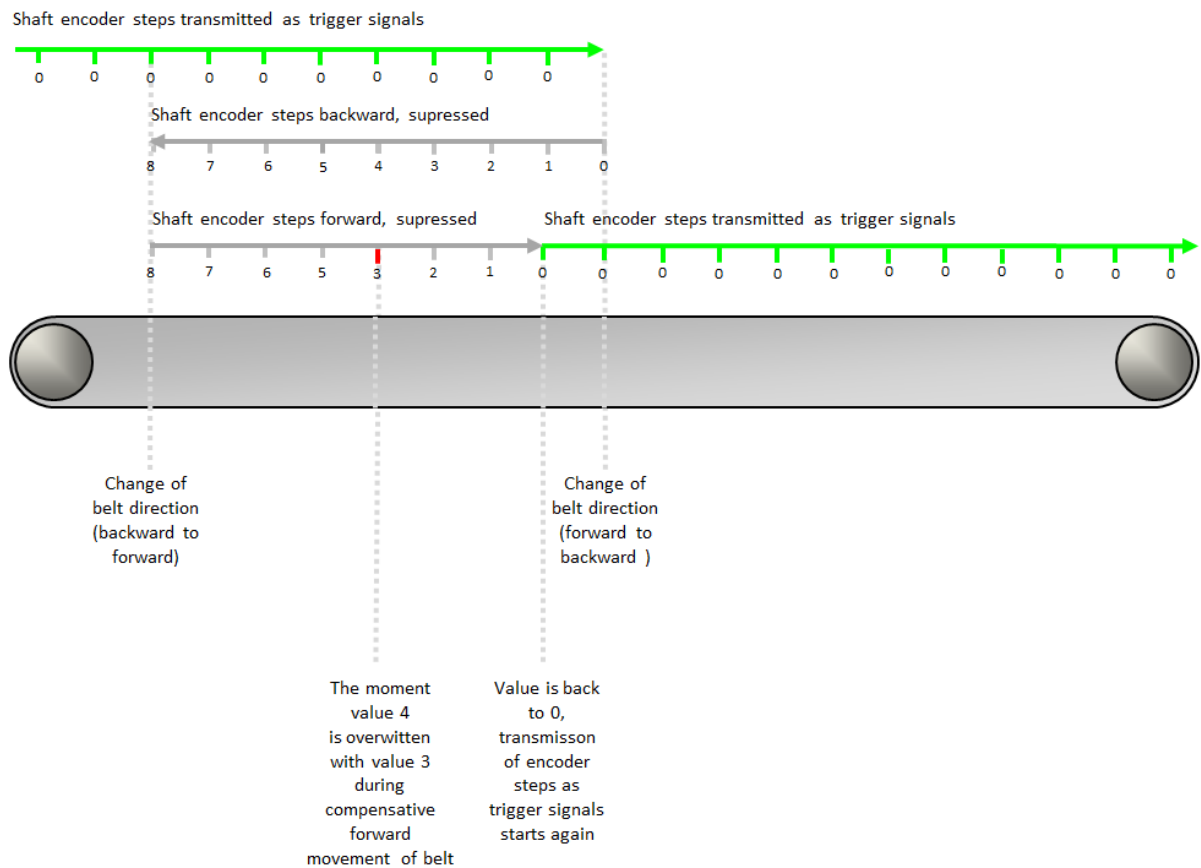 Shaft encoder steps transmitted as trigger signals
0 0 0 0 0 0 0 0 0 0
Shaft encoder steps backward, supressed
8 7 6 5 4 3 2 1 0
Shaft encoder steps forward, supressed
Shaft encoder steps transmitted as trigger signals
8 7 6 5 3 2 1 0 0 0 0 0 0 0 0 0 0 0 0
Change of
belt direction
(backward to
forward)
Change of
belt direction
(forward to
backward )
The moment
value 4
is overwitten
with value 3
during
compensative
forward
movement of belt
Value is back
to 0,
transmisson
of encoder
steps as
trigger signals
starts again